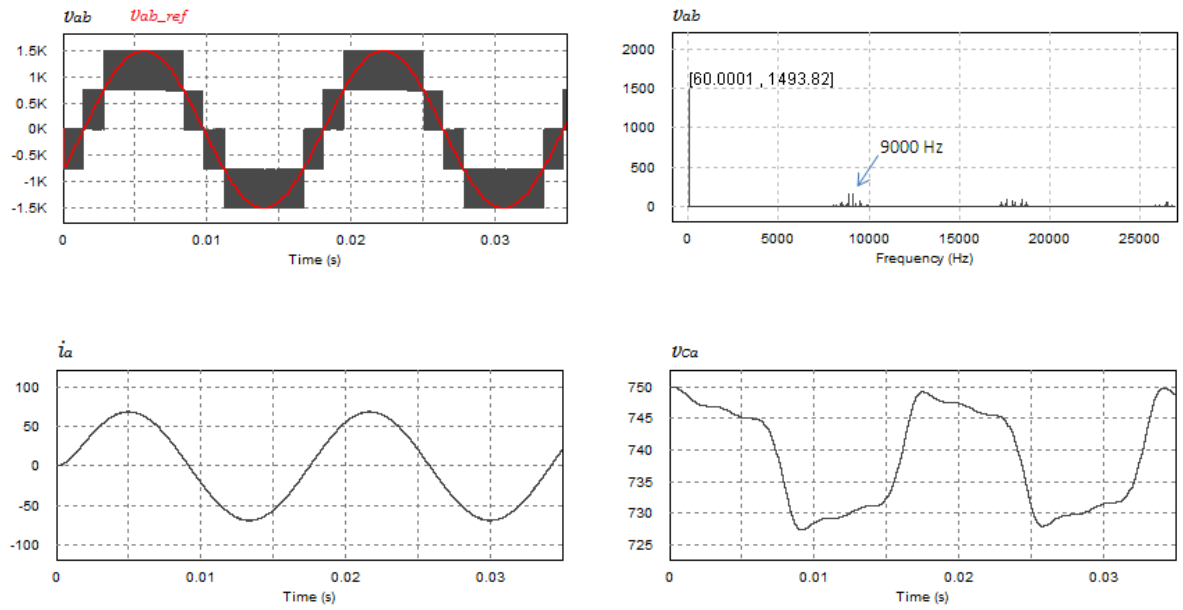 vab vab_ref
1.5K
1K
0.5K
0K
-0.5K
-1K
-1.5K
0 0.01 0.02 0.03
Time (s)
vab
2000
1500
1000
500
0
[60.0001 , 1493.82]
9000 Hz
0 5000 10000 15000 20000 25000
Frequency (Hz)
ia
100
50
0
-50
-100
0 0.01 0.02 0.03
Time (s)
vca
750
745
740
735
730
725
0 0.01 0.02 0.03
Time (s)